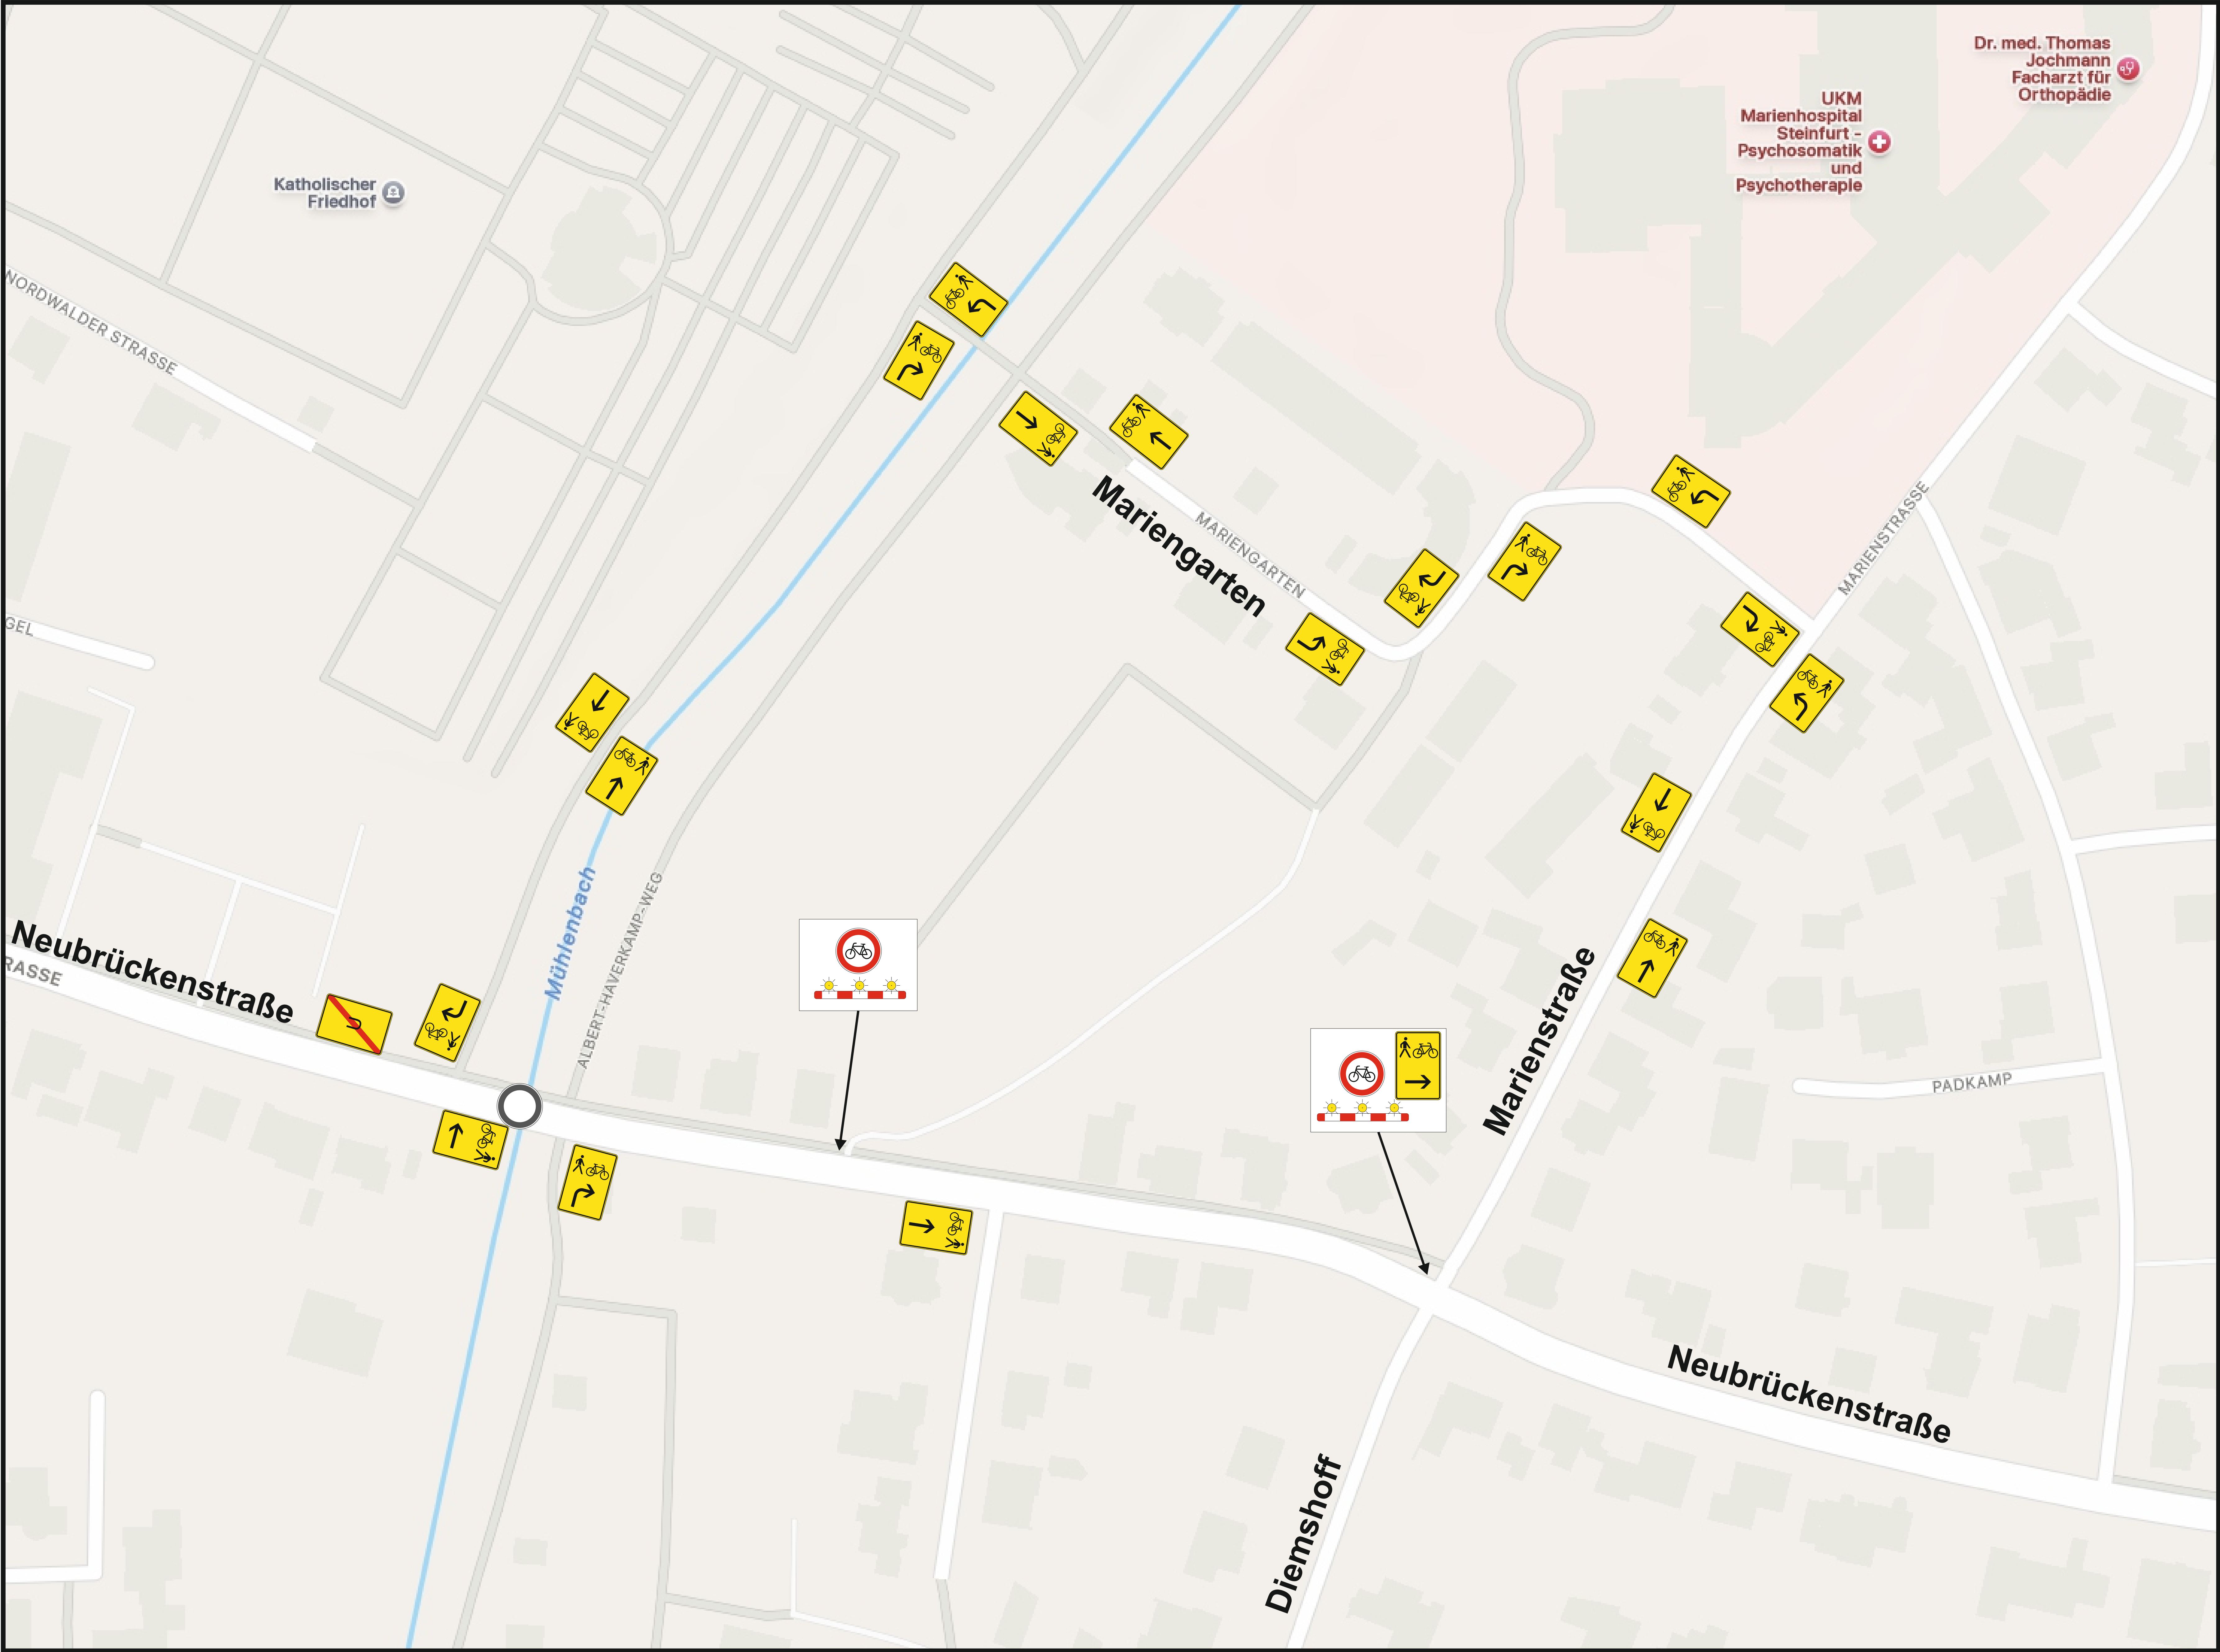 Dr. med. Thomas
Jochmann
Facharzt für
Orthopädie
UKM
Marienhospital
Steinfurt -
Psychosomatik
und
Psychotherapie
Katholischer
Friedhof
NORDWALDER STRASSE
MARIENSTRASSE
Mariengarten
MARIENGARTEN
GEL
Mühlenbach
ALBERT-HAVERKAMP-WEG
Neubrückenstraße
RASSE
U
Marienstraße
PADKAMP
Neubrückenstraße
Diemshoff